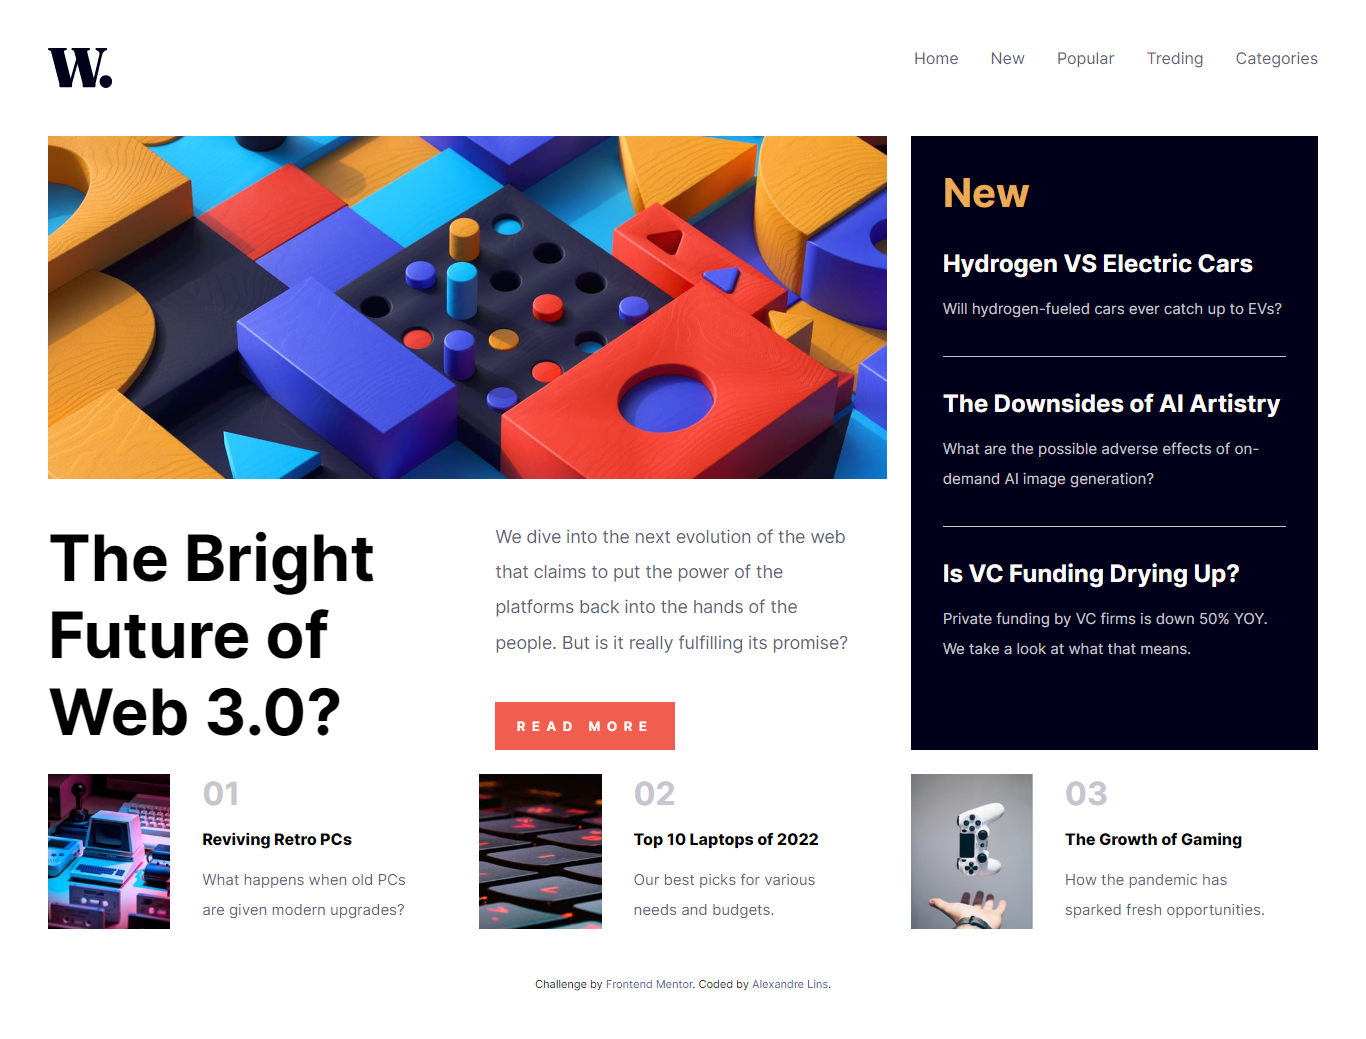 W.
Home New Popular Treding Categories
New
Hydrogen VS Electric Cars
Will hydrogen-fueled cars ever catch up to EVs?
The Downsides of AI Artistry
What are the possible adverse effects of on-
demand AI image generation?
Is VC Funding Drying Up?
Private funding by VC firms is down 50% YOY.
We take a look at what that means.
The Bright
Future of
Web 3.0?
We dive into the next evolution of the web
that claims to put the power of the
platforms back into the hands of the
people. But is it really fulfilling its promise?
READ MORE
01
Reviving Retro PCs
What happens when old PCs
are given modern upgrades?
02
Top 10 Laptops of 2022
Our best picks for various
needs and budgets.
03
The Growth of Gaming
How the pandemic has
sparked fresh opportunities.
Challenge by Frontend Mentor. Coded by Alexandre Lins.